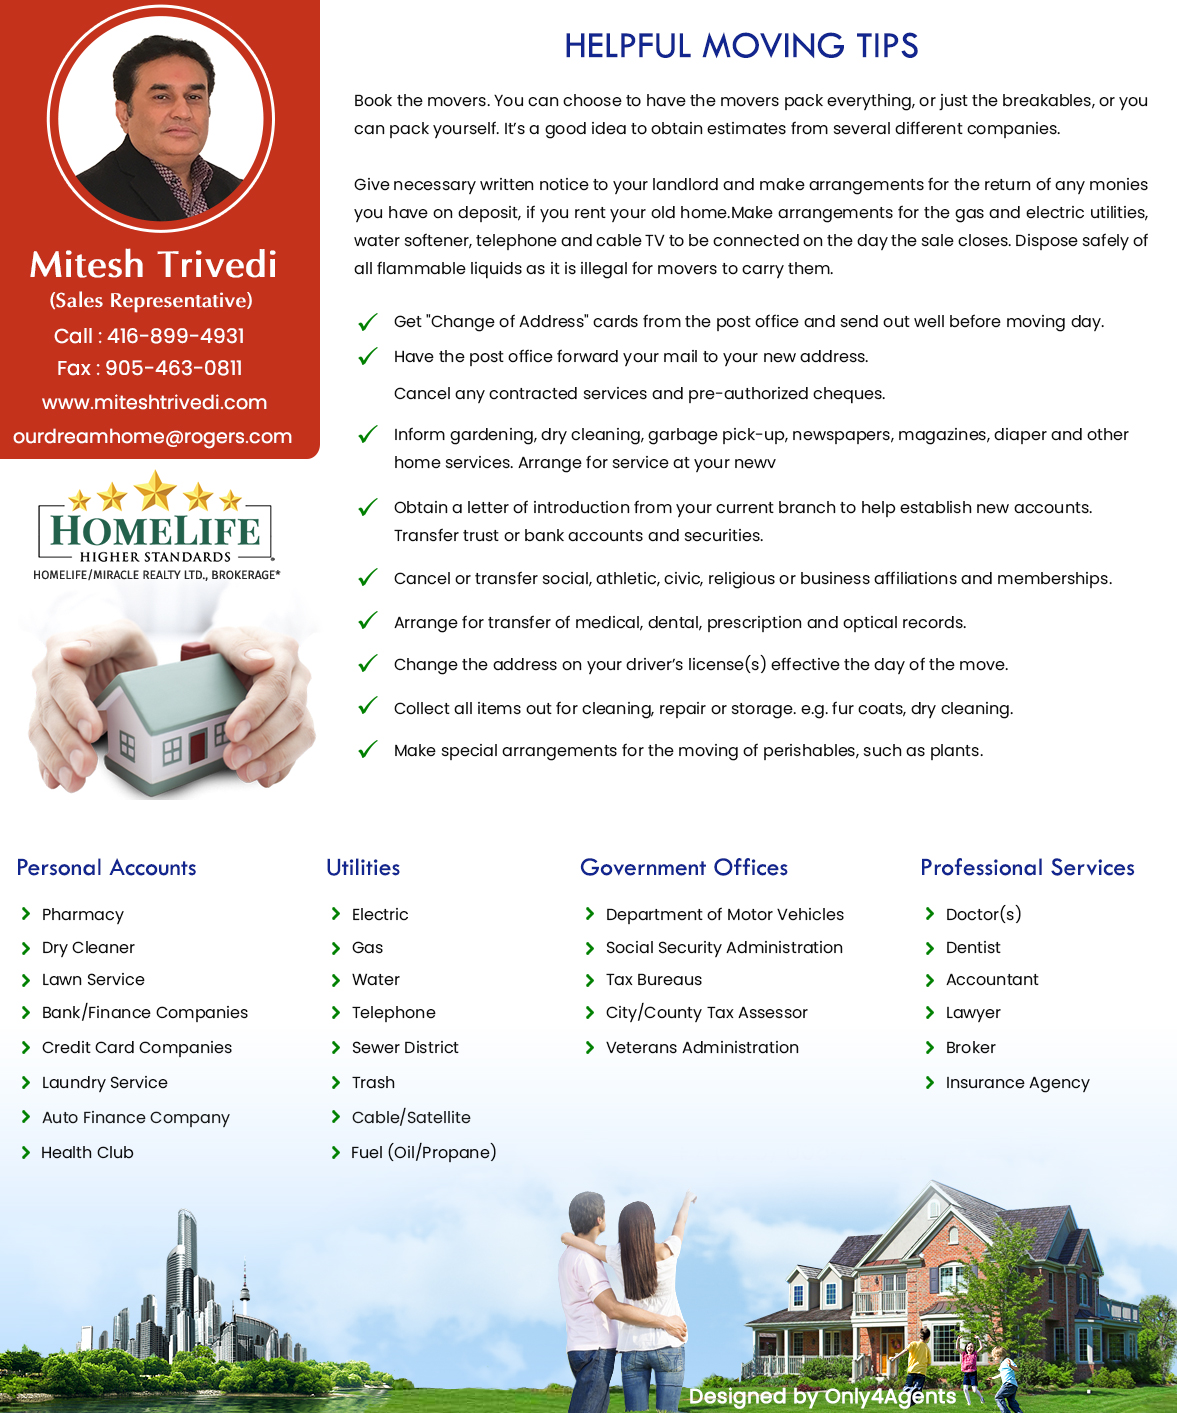 Mitesh Trivedi
(Sales Representative)
Call : 416-899-4931
Fax : 905-463-0811
www.miteshtrivedi.com
ourdreamhome@rogers.com
HOMELIFE
HIGHER STANDARDS
HOMELIFE/MIRACLE REALTY LTD., BROKERAGE*
HELPFUL MOVING TIPS
Book the movers. You can choose to have the movers pack everything, or just the breakables, or you
can pack yourself. It's a good idea to obtain estimates from several different companies.
Give necessary written notice to your landlord and make arrangements for the return of any monies
you have on deposit, if you rent your old home.Make arrangements for the gas and electric utilities,
water softener, telephone and cable TV to be connected on the day the sale closes. Dispose safely of
all flammable liquids as it is illegal for movers to carry them.
Get "Change of Address" cards from the post office and send out well before moving day.
Have the post office forward your mail to your new address.
Cancel any contracted services and pre-authorized cheques.
Inform gardening, dry cleaning, garbage pick-up, newspapers, magazines, diaper and other
home services. Arrange for service at your newv
Obtain a letter of introduction from your current branch to help establish new accounts.
Transfer trust or bank accounts and securities.
Cancel or transfer social, athletic, civic, religious or business affiliations and memberships.
Arrange for transfer of medical, dental, prescription and optical records.
Change the address on your driver's license(s) effective the day of the move.
Collect all items out for cleaning, repair or storage. e.g. fur coats, dry cleaning.
Make special arrangements for the moving of perishables, such as plants.
Personal Accounts
Pharmacy
Dry Cleaner
Lawn Service
Bank/Finance Companies
Credit Card Companies
Laundry Service
Auto Finance Company
Health Club
Utilities
Electric
Gas
Water
Telephone
Sewer District
Trash
Cable/Satellite
Fuel (Oil/Propane)
Government Offices
Department of Motor Vehicles
Social Security Administration
Tax Bureaus
City/County Tax Assessor
Veterans Administration
Professional Services
Doctor(s)
Dentist
Accountant
Lawyer
Broker
Insurance Agency
Designed by Only4Agents